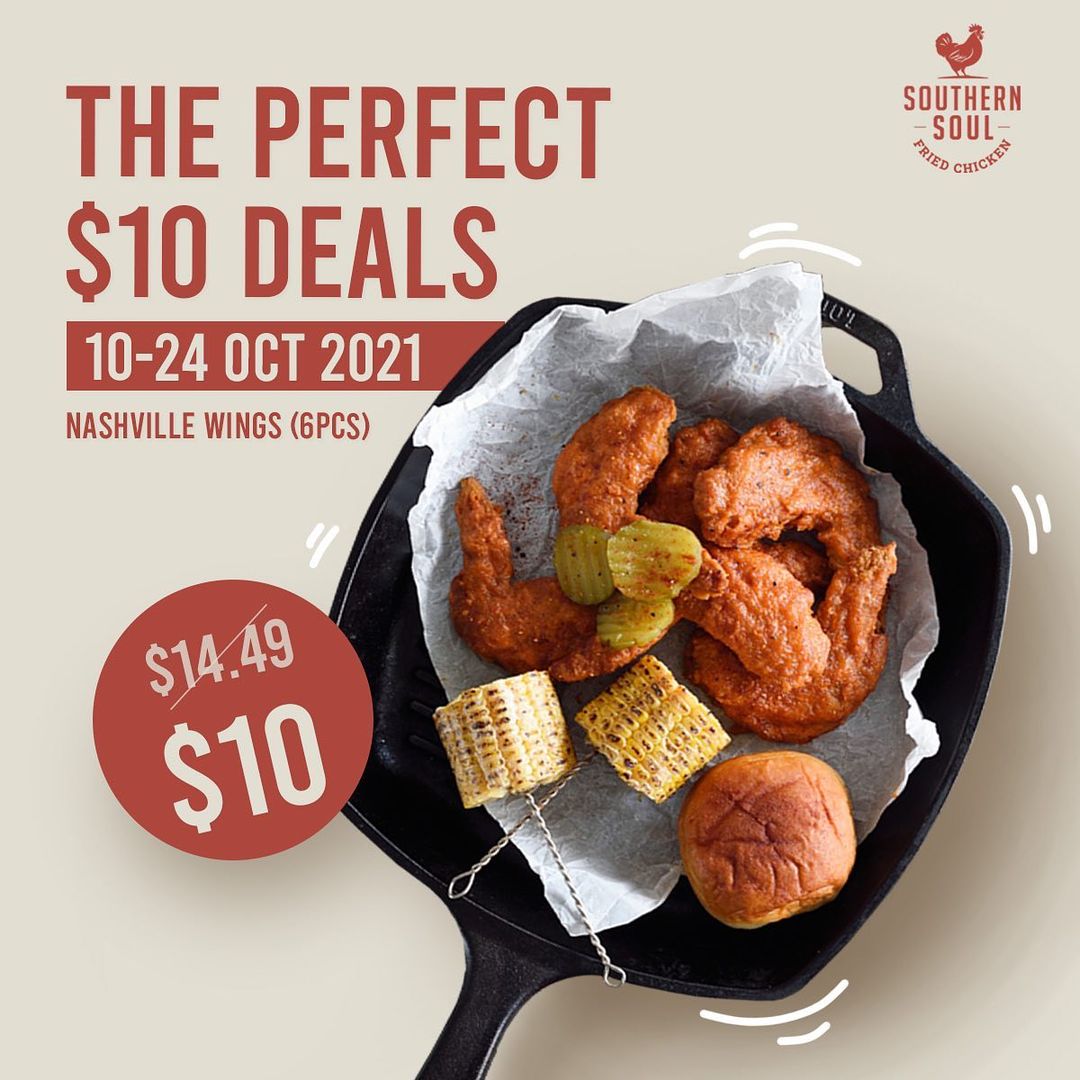 SOUTHERN
SOUL
FRIED CHICKEN
THE PERFECT
$10 DEALS
10-24 OCT 2021
NASHVILLE WINGS (6PCS)
$14.49
$10